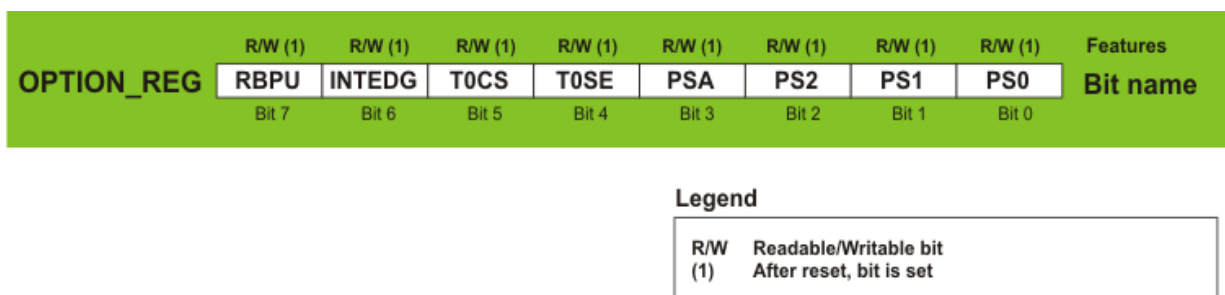 R/W (1) R/W (1) R/W (1) R/W (1) R/W (1) R/W (1) R/W (1) R/W (1) Features
OPTION_REG RBPU INTEDG T0CS T0SE PSA PS2 PS1 PS0 Bit name
Bit 7 Bit 6 Bit 5 Bit 4 Bit 3 Bit 2 Bit 1 Bit 0
Legend
R/W Readable/Writable bit
(1) After reset, bit is set